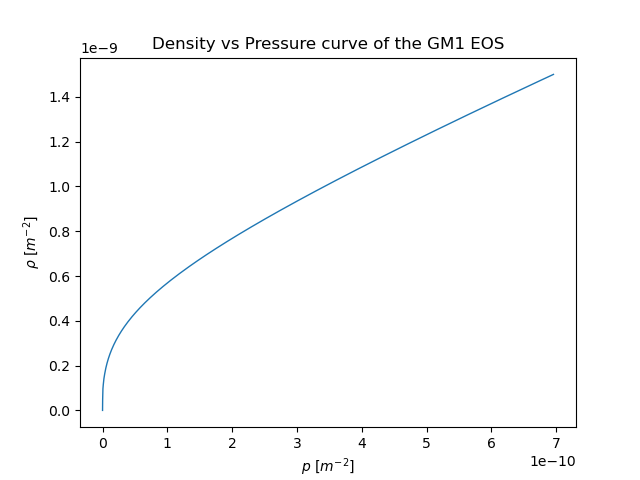 Density vs Pressure curve of the GM1 EOS
1e−9
1.4
1.2
1.0
0.8
0.6
0.4
0.2
0.0
ρ [m⁻²]
0 1 2 3 4 5 6 7
1e−10
p [m⁻²]